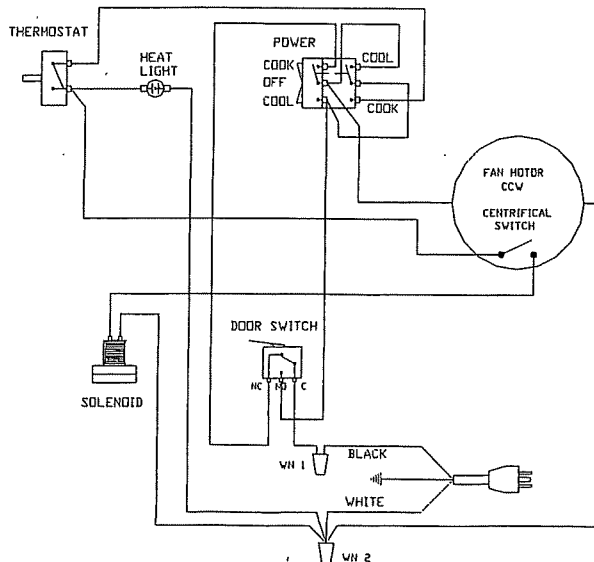 THERMOSTAT
HEAT
LIGHT
POWER
COOK
OFF
COOL
COOL
COOK
FAN MOTOR
CCW
CENTRIFICAL
SWITCH
SOLENOID
DOOR SWITCH
NC NO C
WN 1
BLACK
WHITE
WN 2